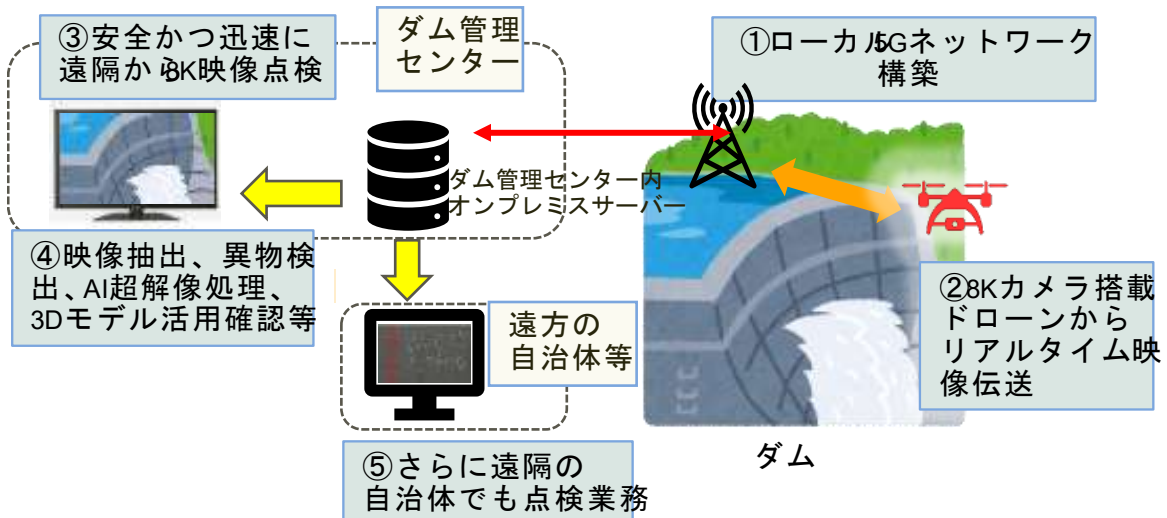 ③安全かつ迅速に
遠隔から8K映像点検
ダム管理
センター
①ローカル5Gネットワーク
構築
ダム管理センター内
オンプレミスサーバー
④映像抽出、異物検
出、AI超解像処理、
3Dモデル活用確認等
遠方の
自治体等
②8Kカメラ搭載
ドローンから
リアルタイム映
像伝送
ダム
⑤さらに遠隔の
自治体でも点検業務